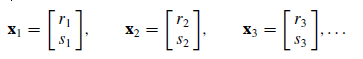 x₁ = [r₁ s₁], x₂ = [r₂ s₂], x₃ = [r₃ s₃], . . .